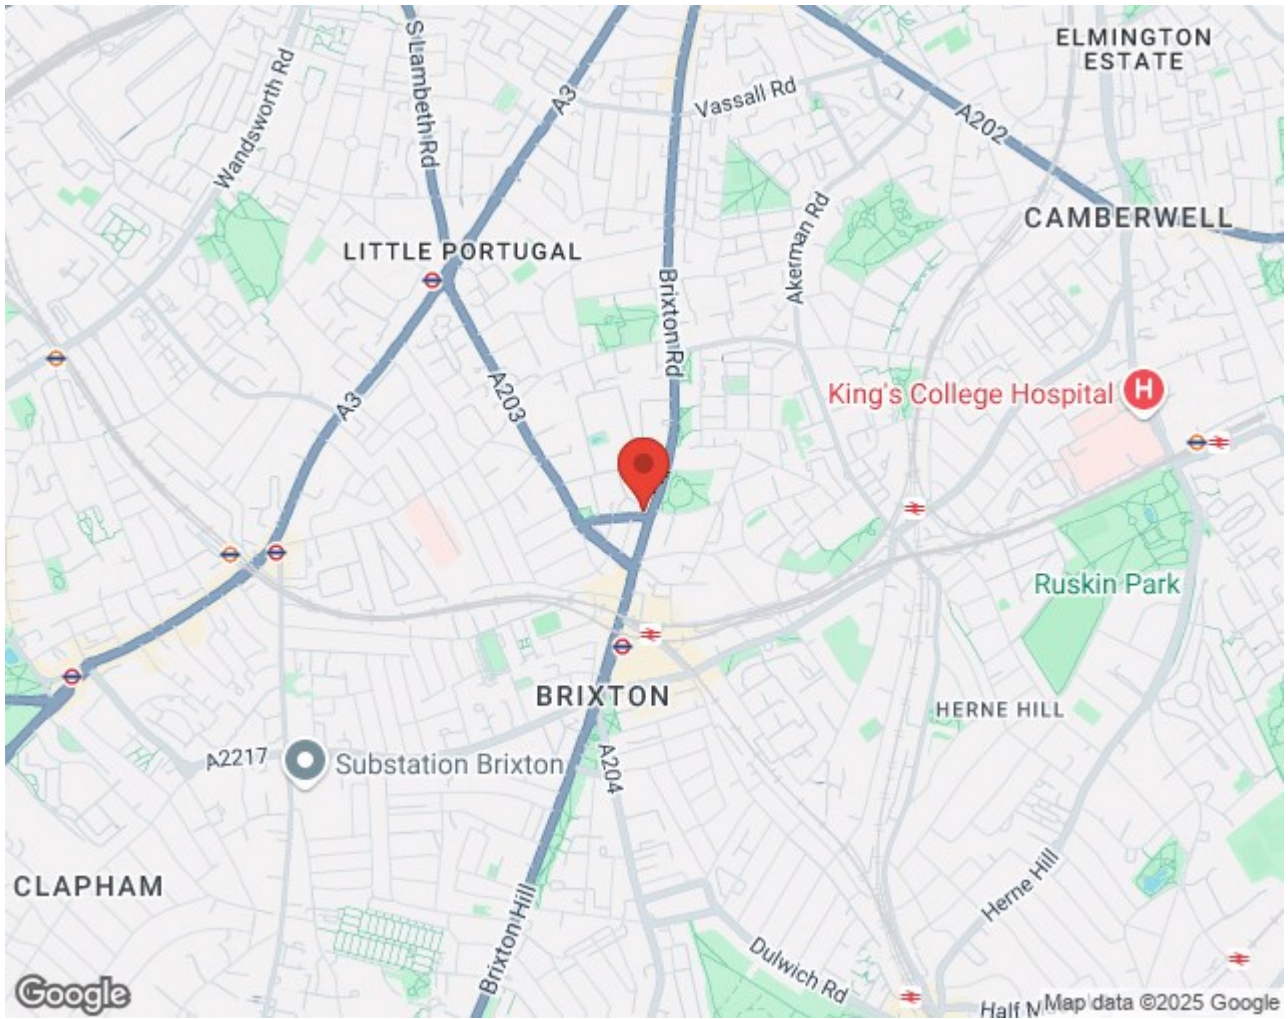 ELMINGTON
ESTATE
S Lambeth Rd
A3
Vassall Rd
A202
Wandsworth Rd
CAMBERWELL
LITTLE PORTUGAL
Akerman Rd
Brixton Rd
A203
King's College Hospital
H
A3
Ruskin Park
BRIXTON
HERNE HILL
A2217
Substation Brixton
A204
CLAPHAM
Herne Hill
Brixton Hill
Dulwich Rd
Google
Half
Map data ©2025 Google